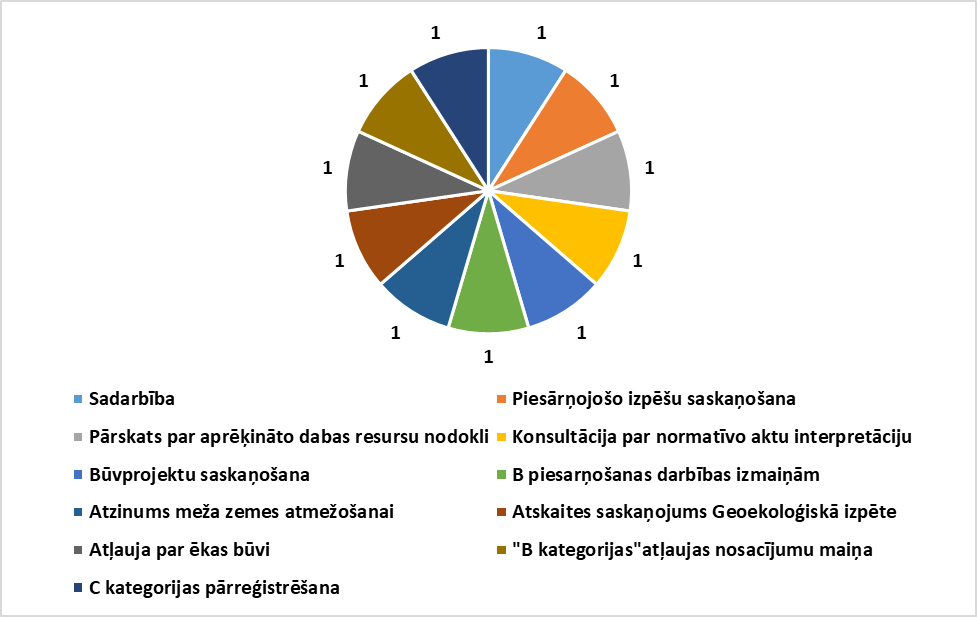 1
1
1
1
1
1
1
1
1
1
1
Sadarbība
Piesārņojošo izpēšu saskaņošana
Pārskats par aprēķināto dabas resursu nodokli
Konsultācija par normatīvo aktu interpretāciju
Būvprojektu saskaņošana
B piesarņošanas darbības izmaiņām
Atzinums meža zemes atmežošanai
Atskaites saskaņojums Geoekoloģiskā izpēte
Atļauja par ēkas būvi
"B kategorijas"atļaujas nosacījumu maiņa
C kategorijas pārreģistrēšana